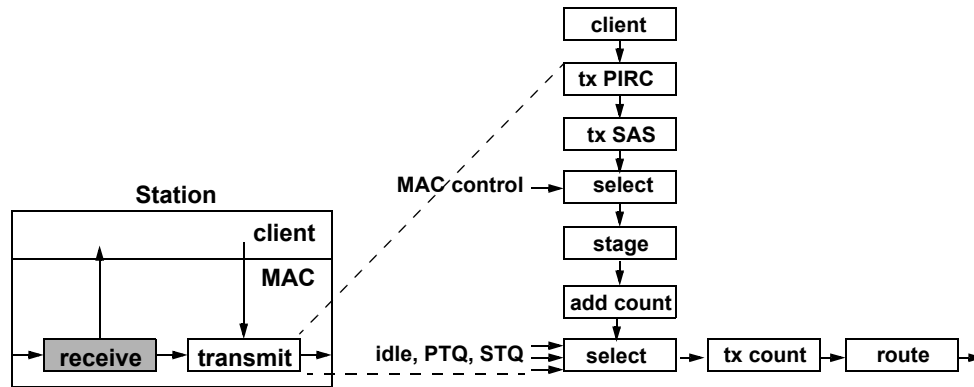 client
tx PIRC
tx SAS
MAC control
select
Station
client
stage
MAC
add count
receive
transmit
idle, PTQ, STQ
select
tx count
route